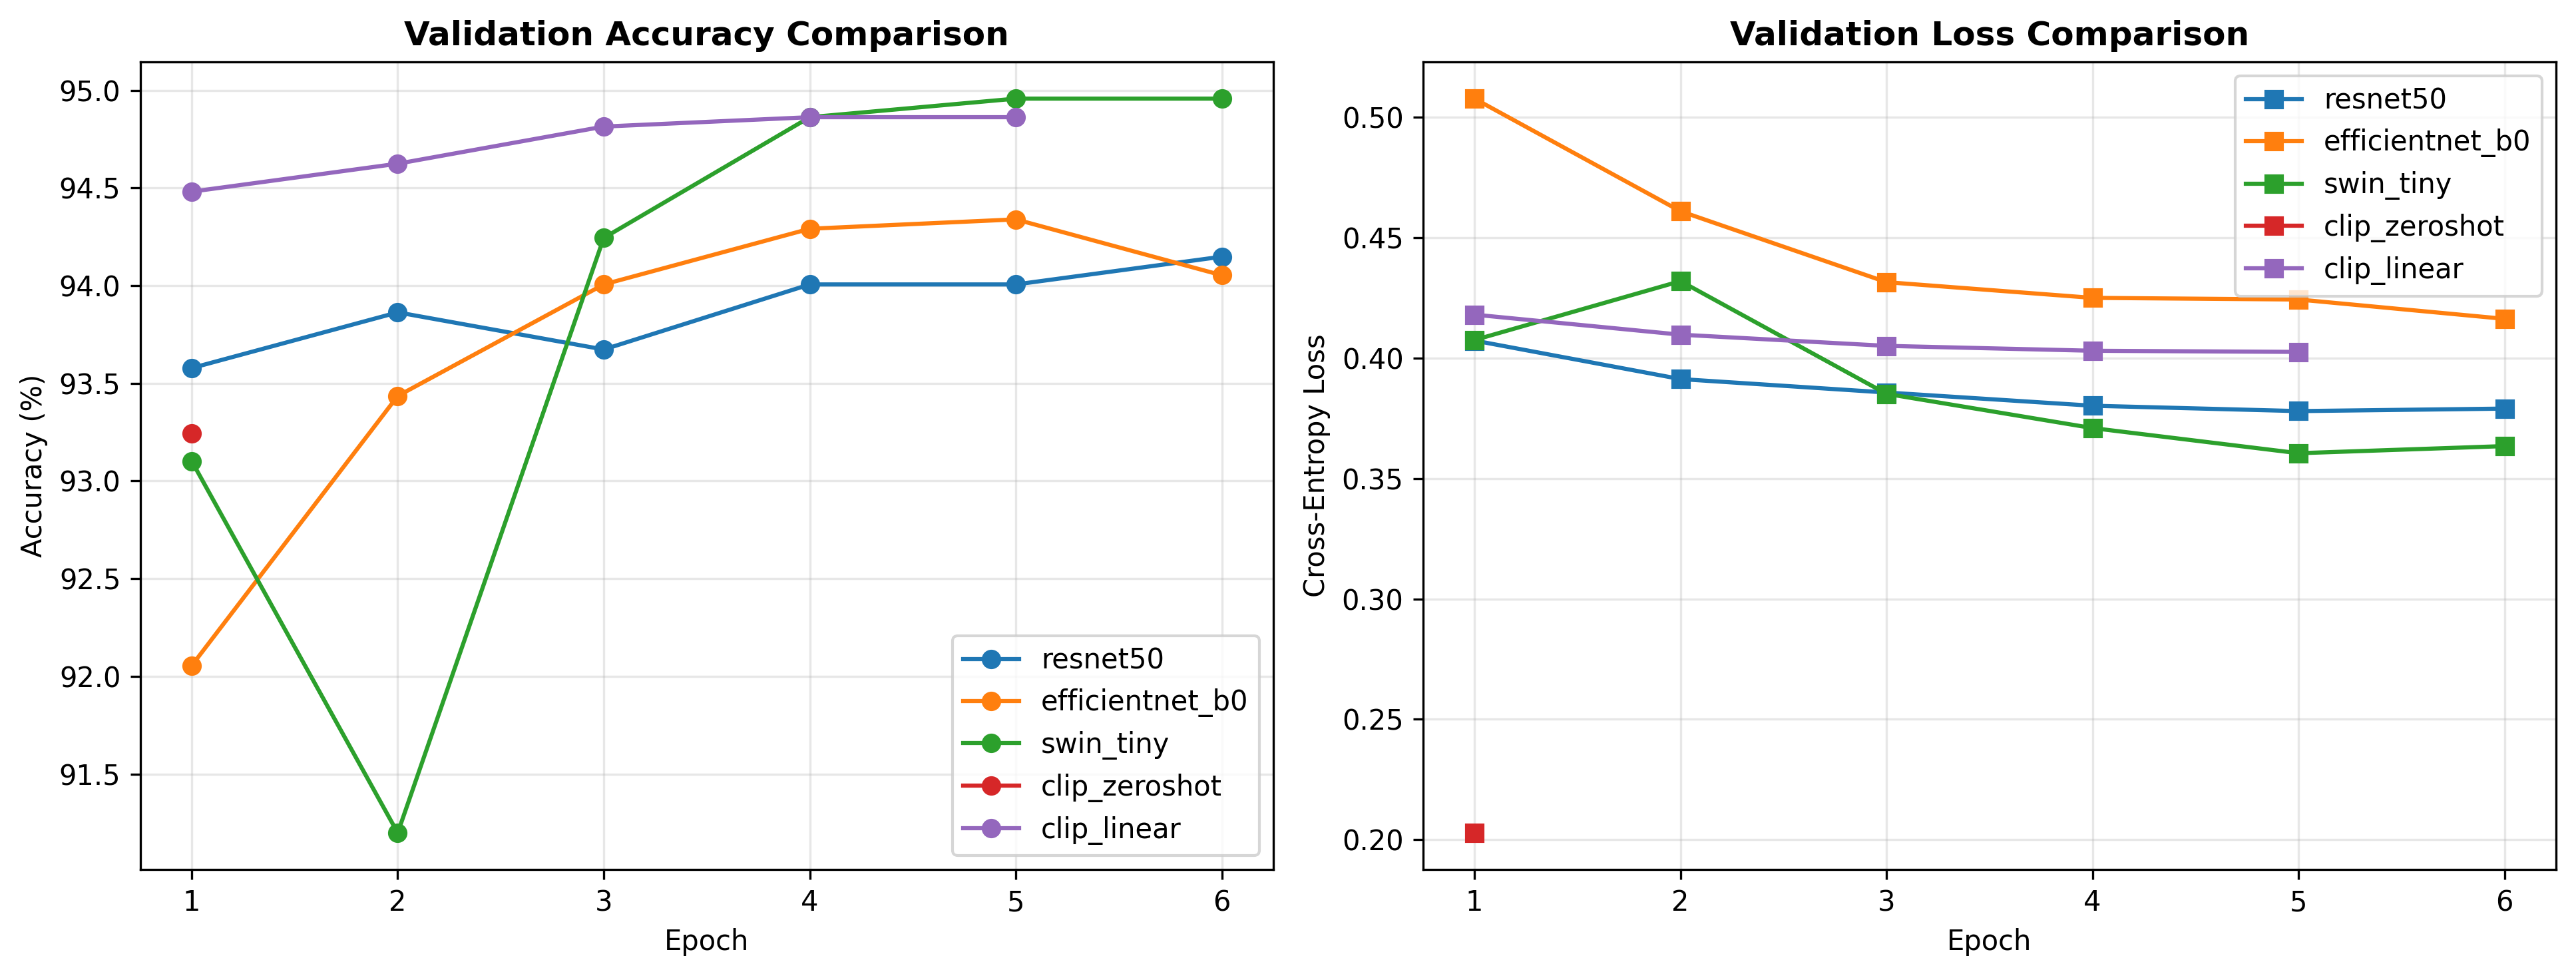 Validation Accuracy Comparison
Accuracy (%)
95.0
94.5
94.0
93.5
93.0
92.5
92.0
91.5
1 2 3 4 5 6
Epoch
resnet50
efficientnet_b0
swin_tiny
clip_zeroshot
clip_linear
Validation Loss Comparison
Cross-Entropy Loss
0.50
0.45
0.40
0.35
0.30
0.25
0.20
1 2 3 4 5 6
Epoch
resnet50
efficientnet_b0
swin_tiny
clip_zeroshot
clip_linear